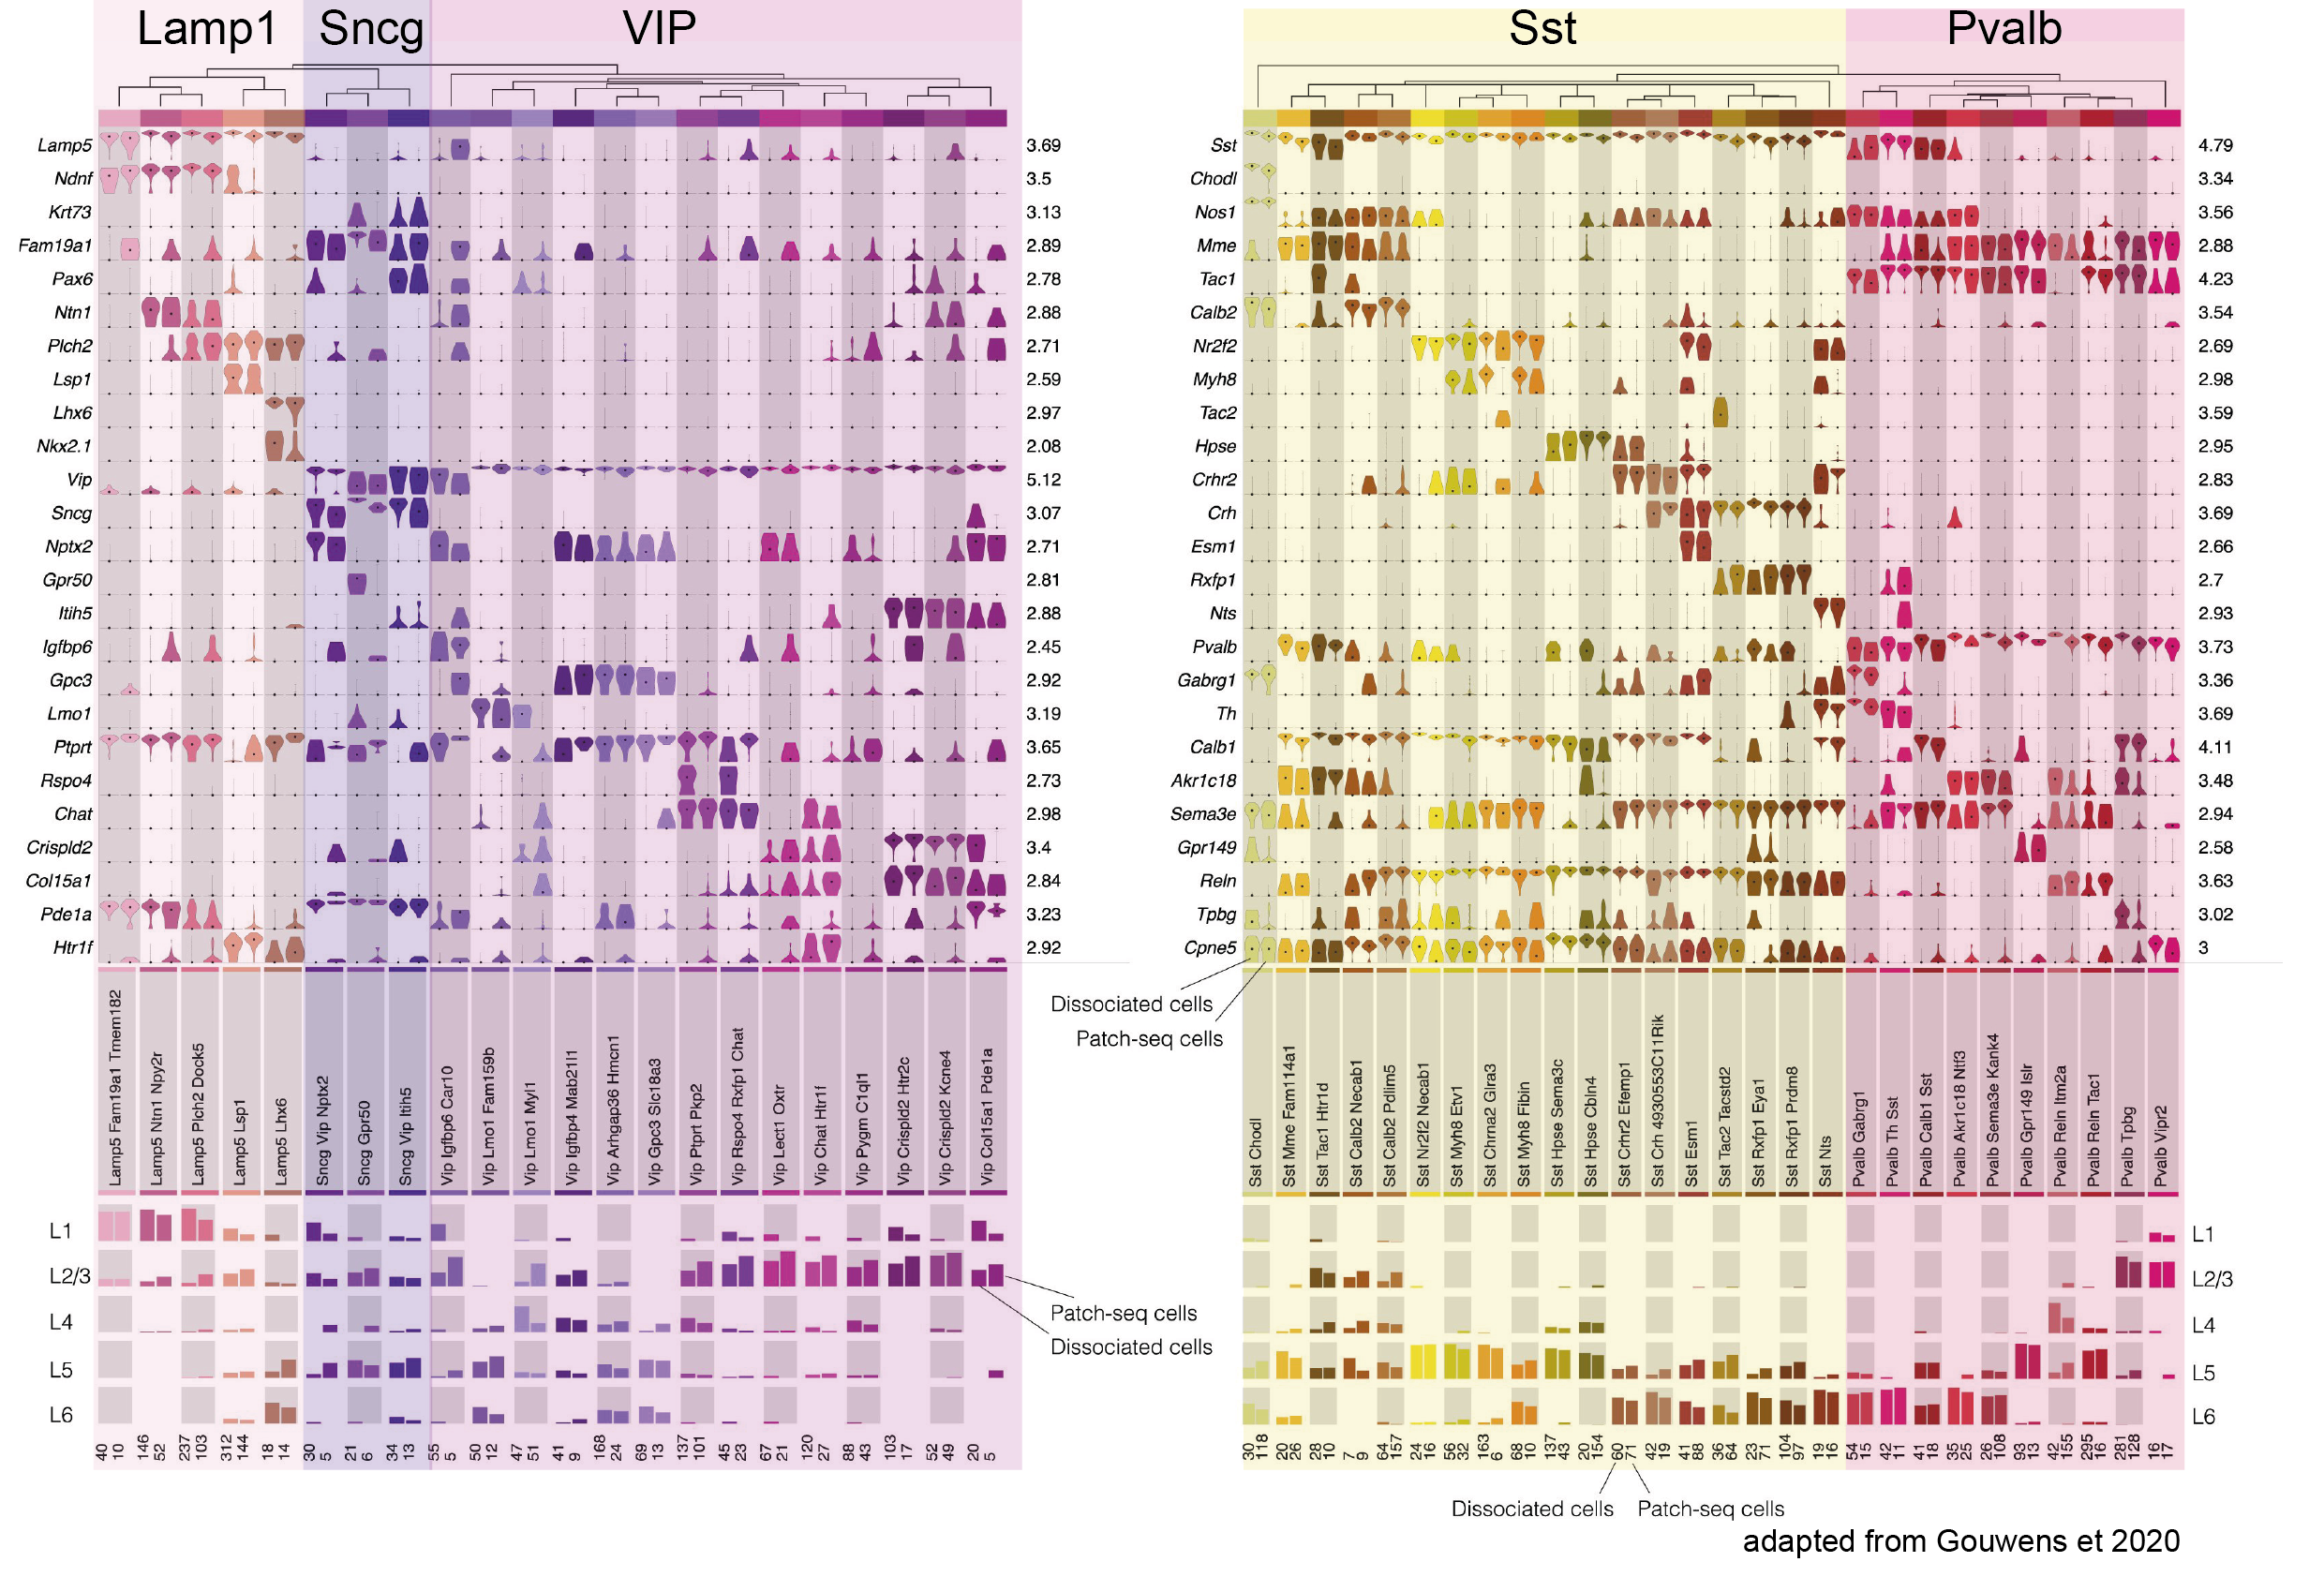 Lamp1 Sncg VIP Sst Pvalb
Lamp5 3.69 Sst 4.79
Ndnf 3.5 Chodl 3.34
Krt73 3.13 Nos1 3.56
Fam19a1 2.89 Mme 2.88
Pax6 2.78 Tac1 4.23
Ntn1 2.88 Calb2 3.54
Plch2 2.71 Nr2f2 2.69
Lsp1 2.59 Myh8 2.98
Lhx6 2.97 Tac2 3.59
Nkx2.1 2.08 Hpse 2.95
Vip 5.12 Crhr2 2.83
Sncg 3.07 Crh 3.69
Nptx2 2.71 Esm1 2.66
Gpr50 2.81 Rxfp1 2.7
Itih5 2.88 Nts 2.93
Igfbp6 2.45 Pvalb 3.73
Gpc3 2.92 Gabrg1 3.36
Lmo1 3.19 Th 3.69
Ptprt 3.65 Calb1 4.11
Rspo4 2.73 Akr1c18 3.48
Chat 2.98 Sema3e 2.94
Crispld2 3.4 Gpr149 2.58
Col15a1 2.84 Reln 3.63
Pde1a 3.23 Tpbg 3.02
Htr1f 2.92 Cpne5 3
Dissociated cells
Patch-seq cells
Lamp5 Fam19a1 Tmem182
Lamp5 Ntn1 Npy2r
Lamp5 Plch2 Dock5
Lamp5 Lsp1
Lamp5 Lhx6
Sncg Vip Nptx2
Sncg Gpr50
Sncg Vip Itih5
Vip Igfbp6 Car10
Vip Lmo1 Fam159b
Vip Lmo1 Myl1
Vip Igfbp4 Mab21l1
Vip Arhgap36 Hmcn1
Vip Gpc3 Slc18a3
Vip Ptprt Pkp2
Vip Rspo4 Rxfp1 Chat
Vip Lect1 Oxtr
Vip Chat Htr1f
Vip Pygm C1ql1
Vip Crispld2 Htr2c
Vip Crispld2 Kcne4
Vip Col15a1 Pde1a
Sst Chodl
Sst Mme Fam114a1
Sst Tac1 Htr1d
Sst Calb2 Necab1
Sst Calb2 Pdlim5
Sst Nr2f2 Necab1
Sst Myh8 Etv1
Sst Chrna2 Glra3
Sst Myh8 Fibin
Sst Hpse Sema3c
Sst Hpse Cbln4
Sst Crhr2 Efemp1
Sst Crh 4930553C11Rik
Sst Esm1
Sst Tac2 Tacstd2
Sst Rxfp1 Eya1
Sst Rxfp1 Prdm8
Sst Nts
Pvalb Gabrg1
Pvalb Th Sst
Pvalb Calb1 Sst
Pvalb Akr1c18 Ntf3
Pvalb Sema3e Kank4
Pvalb Gpr149 Islr
Pvalb Reln Itm2a
Pvalb Reln Tac1
Pvalb Tpbg
Pvalb Vipr2
L1 L1
L2/3 L2/3
L4 L4
Patch-seq cells
Dissociated cells
L5 L5
L6 L6
40 10 146 52 237 103 312 144 18 14 30 5 21 6 34 13 55 5 50 12 47 51 41 9 168 24 69 13 137 101 45 23 67 21 120 27 88 43 103 17 52 49 20 5
30 118 20 26 28 10 7 9 64 157 24 16 56 32 163 6 68 10 137 43 20 154 60 71 42 19 41 88 36 64 23 71 104 97 19 16 54 15 42 11 41 18 35 25 26 108 93 13 42 155 295 16 281 128 16 17
Dissociated cells Patch-seq cells
adapted from Gouwens et 2020